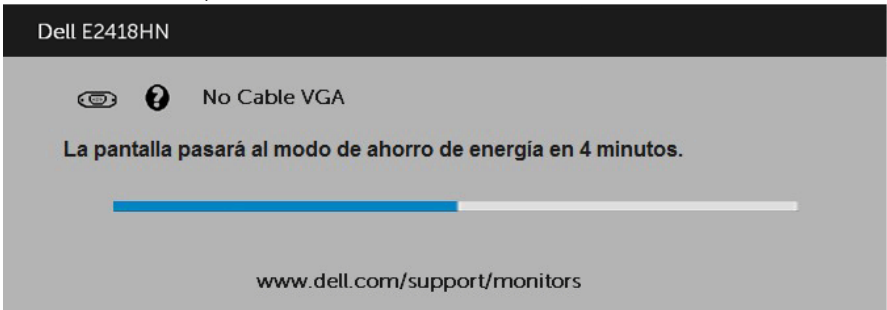 Dell E2418HN
No Cable VGA
La pantalla pasará al modo de ahorro de energía en 4 minutos.
www.dell.com/support/monitors